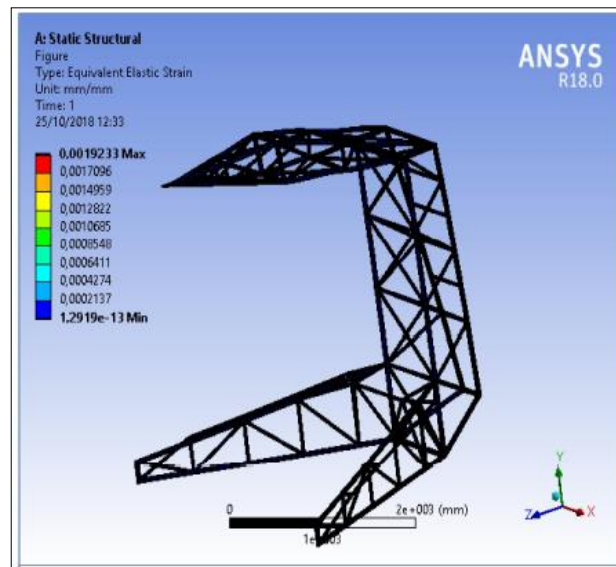 A: Static Structural
Figure
Type: Equivalent Elastic Strain
Unit: mm/mm
Time: 1
25/10/2018 12:33
ANSYS
R18.0
0,0019233 Max
0,0017096
0,0014959
0,0012822
0,0010685
0,0008548
0,0006411
0,0004274
0,0002137
1,2919e-13 Min
Y
Z
X
0
2e+003 (mm)